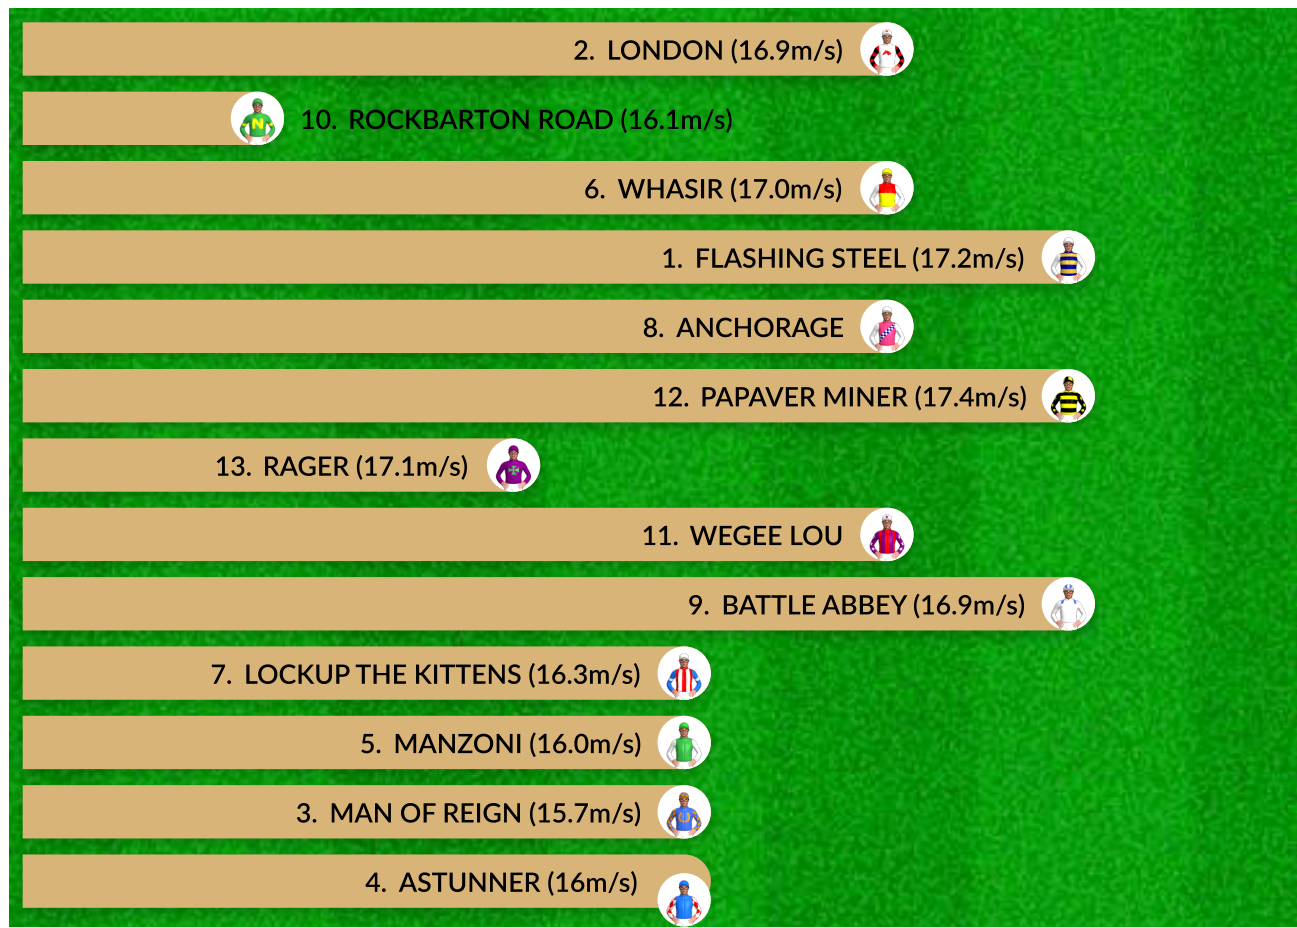 2. LONDON (16.9m/s)
10. ROCKBARTON ROAD (16.1m/s)
6. WHASIR (17.0m/s)
1. FLASHING STEEL (17.2m/s)
8. ANCHORAGE
12. PAPAVER MINER (17.4m/s)
13. RAGER (17.1m/s)
11. WEGEE LOU
9. BATTLE ABBEY (16.9m/s)
7. LOCKUP THE KITTENS (16.3m/s)
5. MANZONI (16.0m/s)
3. MAN OF REIGN (15.7m/s)
4. ASTUNNER (16m/s)